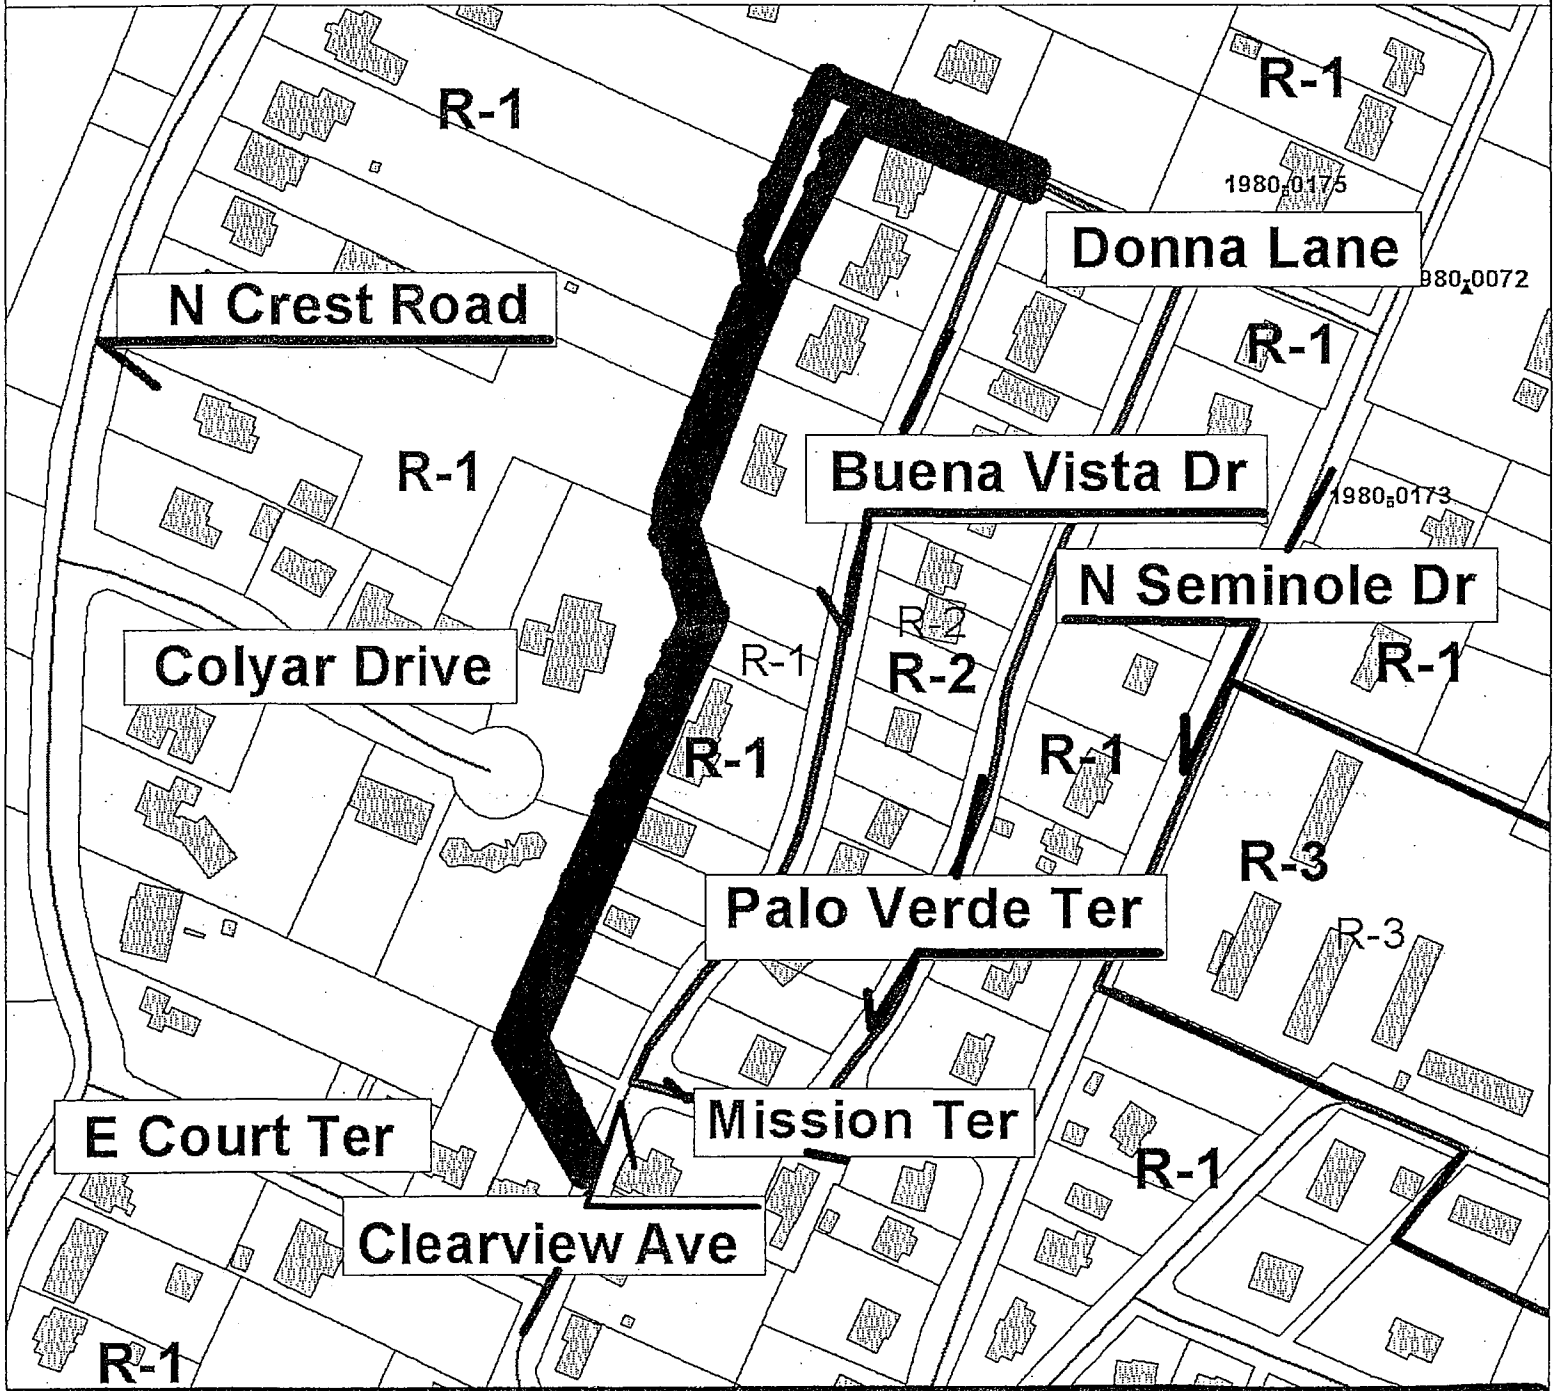 R-1
R-1
1980-0175
Donna Lane
980-0072
N Crest Road
R-1
R-1
Buena Vista Dr
1980-0173
N Seminole Dr
R-2
R-2
R-1
R-1
Colyar Drive
R-1
R-1
R-3
R-3
Palo Verde Ter
Mission Ter
E Court Ter
R-1
Clearview Ave
R-1